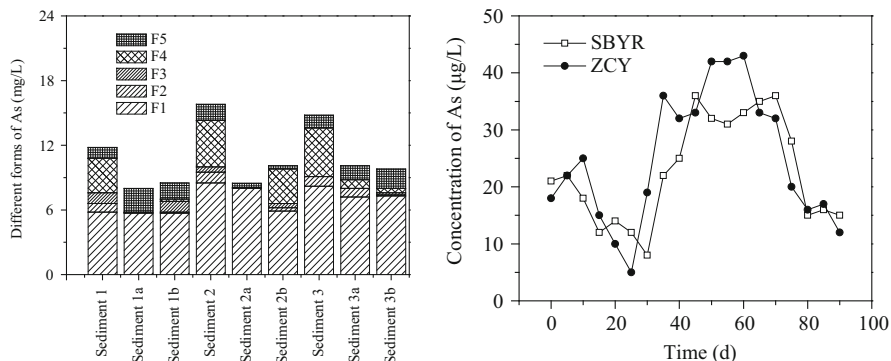 Different forms of As (mg/L)
24
18
12
6
0
F5
F4
F3
F2
F1
Sediment 1
Sediment 1a
Sediment 1b
Sediment 2
Sediment 2a
Sediment 2b
Sediment 3
Sediment 3a
Sediment 3b
Concentration of As (μg/L)
50
40
30
20
10
0
SBYR
ZCY
0 20 40 60 80 100
Time (d)